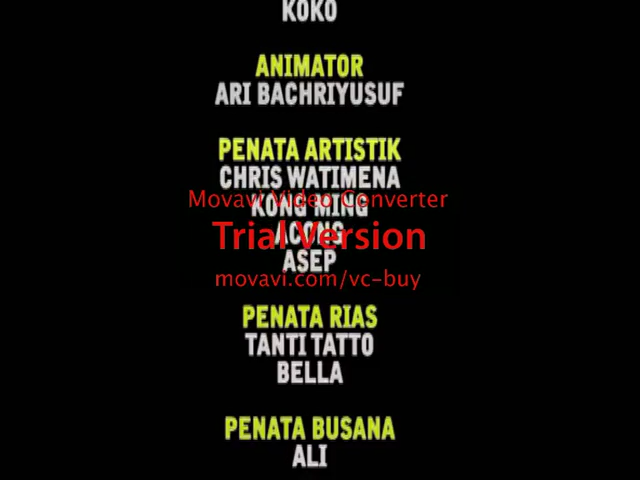 KOKO
ANIMATOR
ARI BACHRIYUSUF
PENATA ARTISTIK
CHRIS WATIMENA
Movavi Video Converter
KONG MING
Trial Version
ACONG
ASEP
movavi.com/vc-buy
PENATA RIAS
TANTI TATTO
BELLA
PENATA BUSANA
ALI